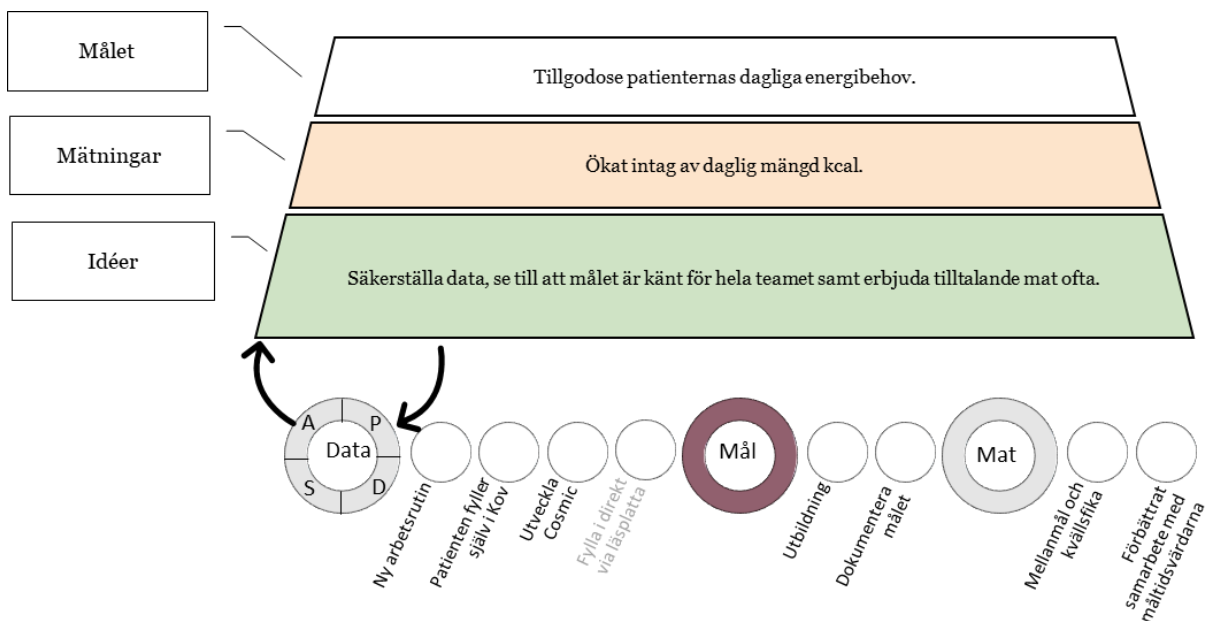 Målet
Tillgodose patienternas dagliga energibehov.
Mätningar
Ökat intag av daglig mängd kcal.
Idéer
Säkerställa data, se till att målet är känt för hela teamet samt erbjuda tilltalande mat ofta.
A
P
Data
S
D
Mål
Mat
Ny arbetsrutin
Patienten fyller
själv i Kov
Utveckla
Cosmic
Fylla i direkt
via läsplatta
Utbildning
Dokumentera
målet
Mellanmål och
kvällsfika
Förbättrat
samarbete med
måltidsvärdarna